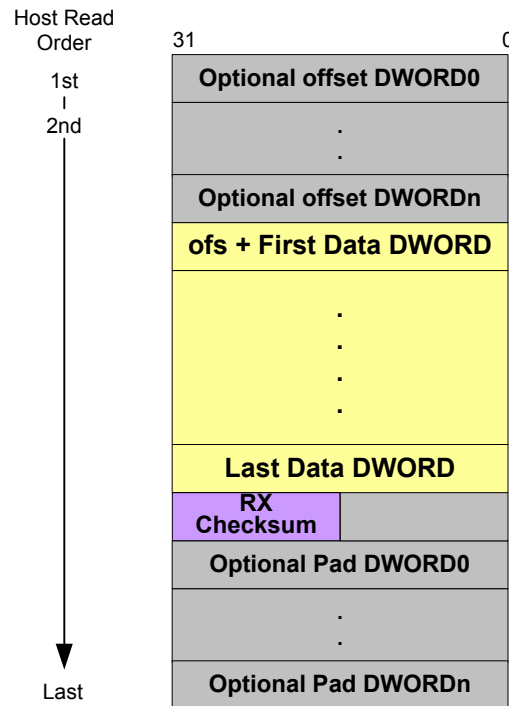 Host Read
Order
31
0
1st
2nd
Optional offset DWORD0
.
.
Optional offset DWORDn
ofs + First Data DWORD
.
.
.
.
Last Data DWORD
RX
Checksum
Optional Pad DWORD0
.
.
Optional Pad DWORDn
Last